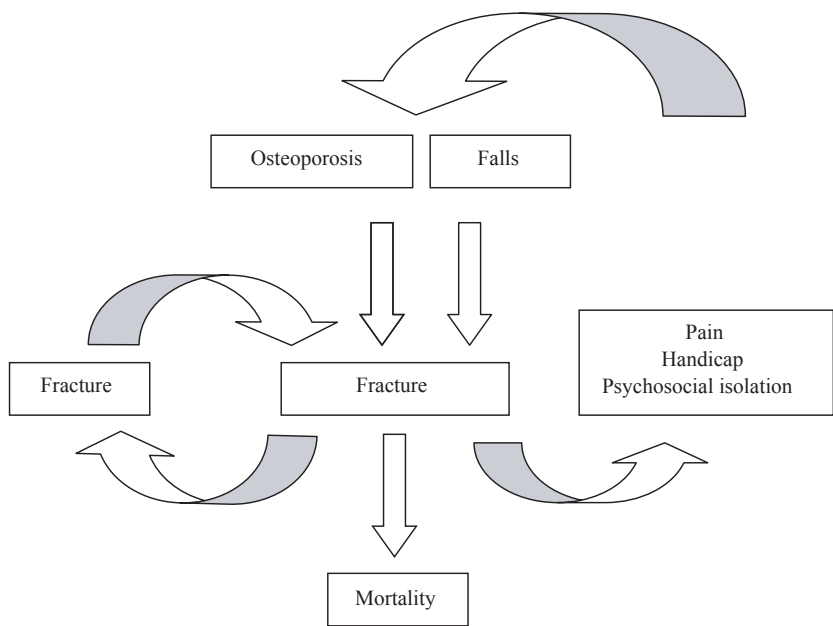 Osteoporosis
Falls
Fracture
Fracture
Pain
Handicap
Psychosocial isolation
Mortality